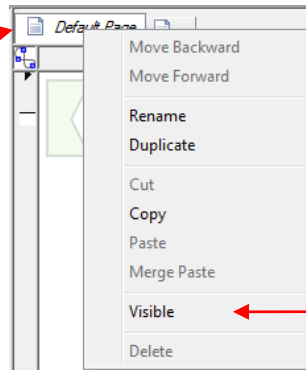 Default Page
Move Backward
Move Forward
Rename
Duplicate
Cut
Copy
Paste
Merge Paste
Visible
Delete